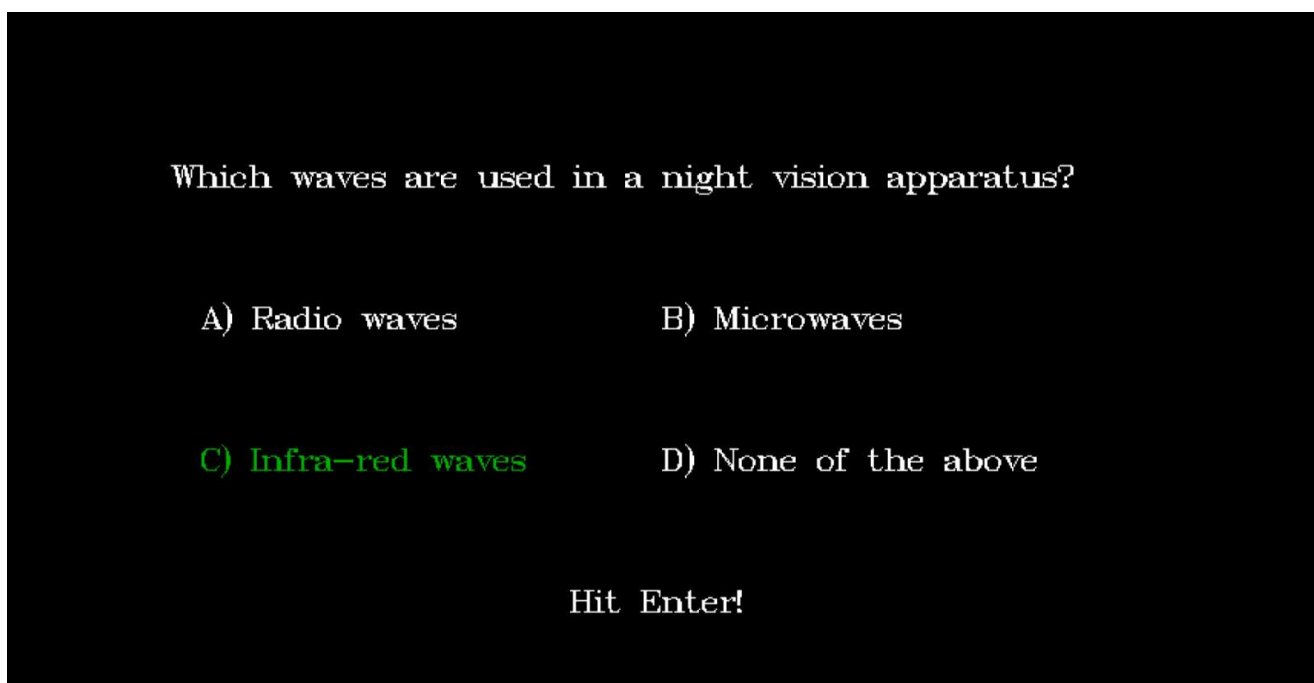 Which waves are used in a night vision apparatus?
A) Radio waves B) Microwaves
C) Infra-red waves D) None of the above
Hit Enter!